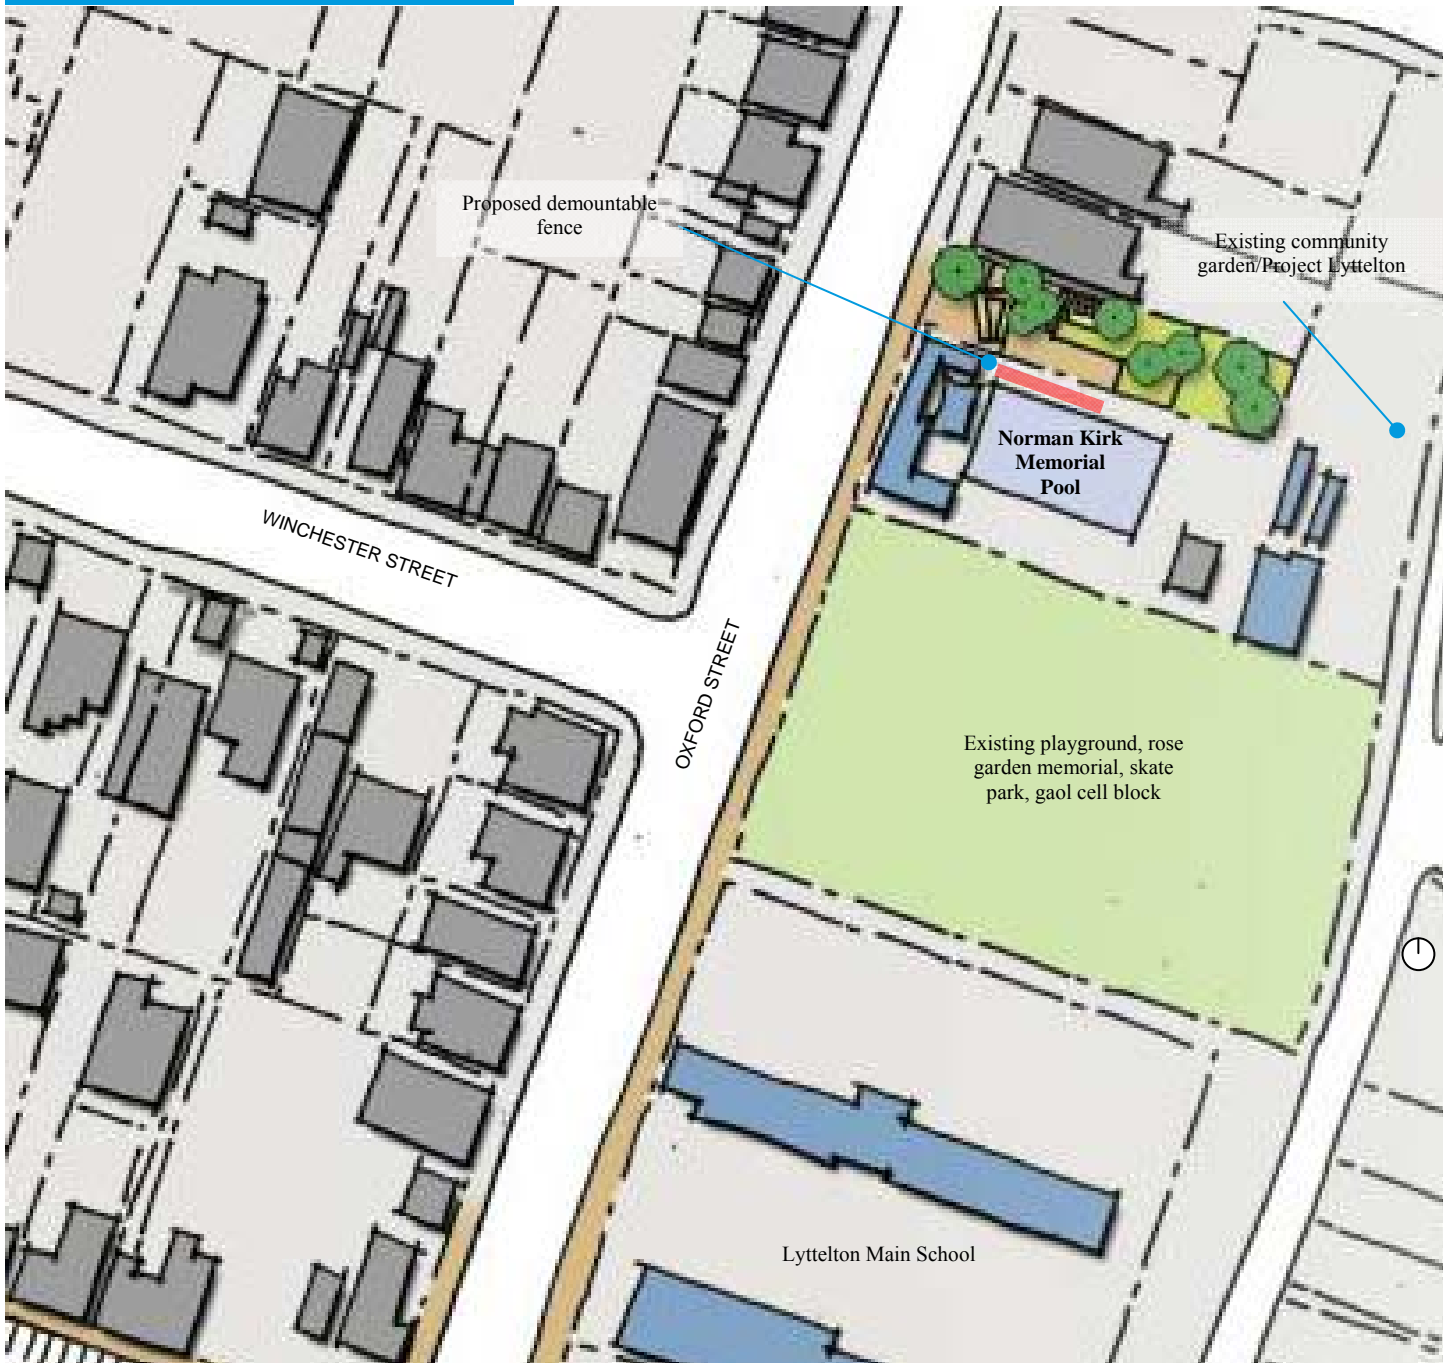 Proposed demountable
fence
Existing community
garden/Project Lyttelton
Norman Kirk
Memorial
Pool
WINCHESTER STREET
OXFORD STREET
Existing playground, rose
garden memorial, skate
park, gaol cell block
Lyttelton Main School